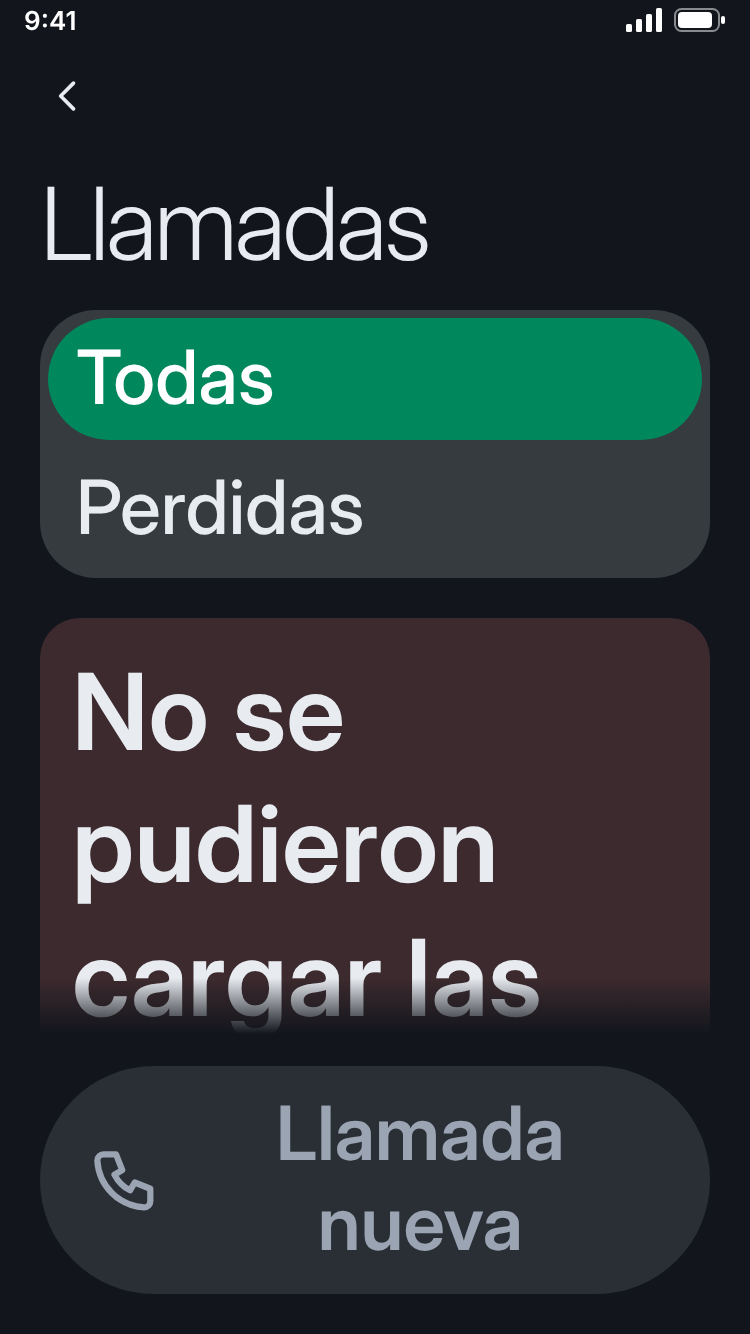 9:41
Llamadas
Todas
Perdidas
No se
pudieron
cargar las
Llamada
nueva